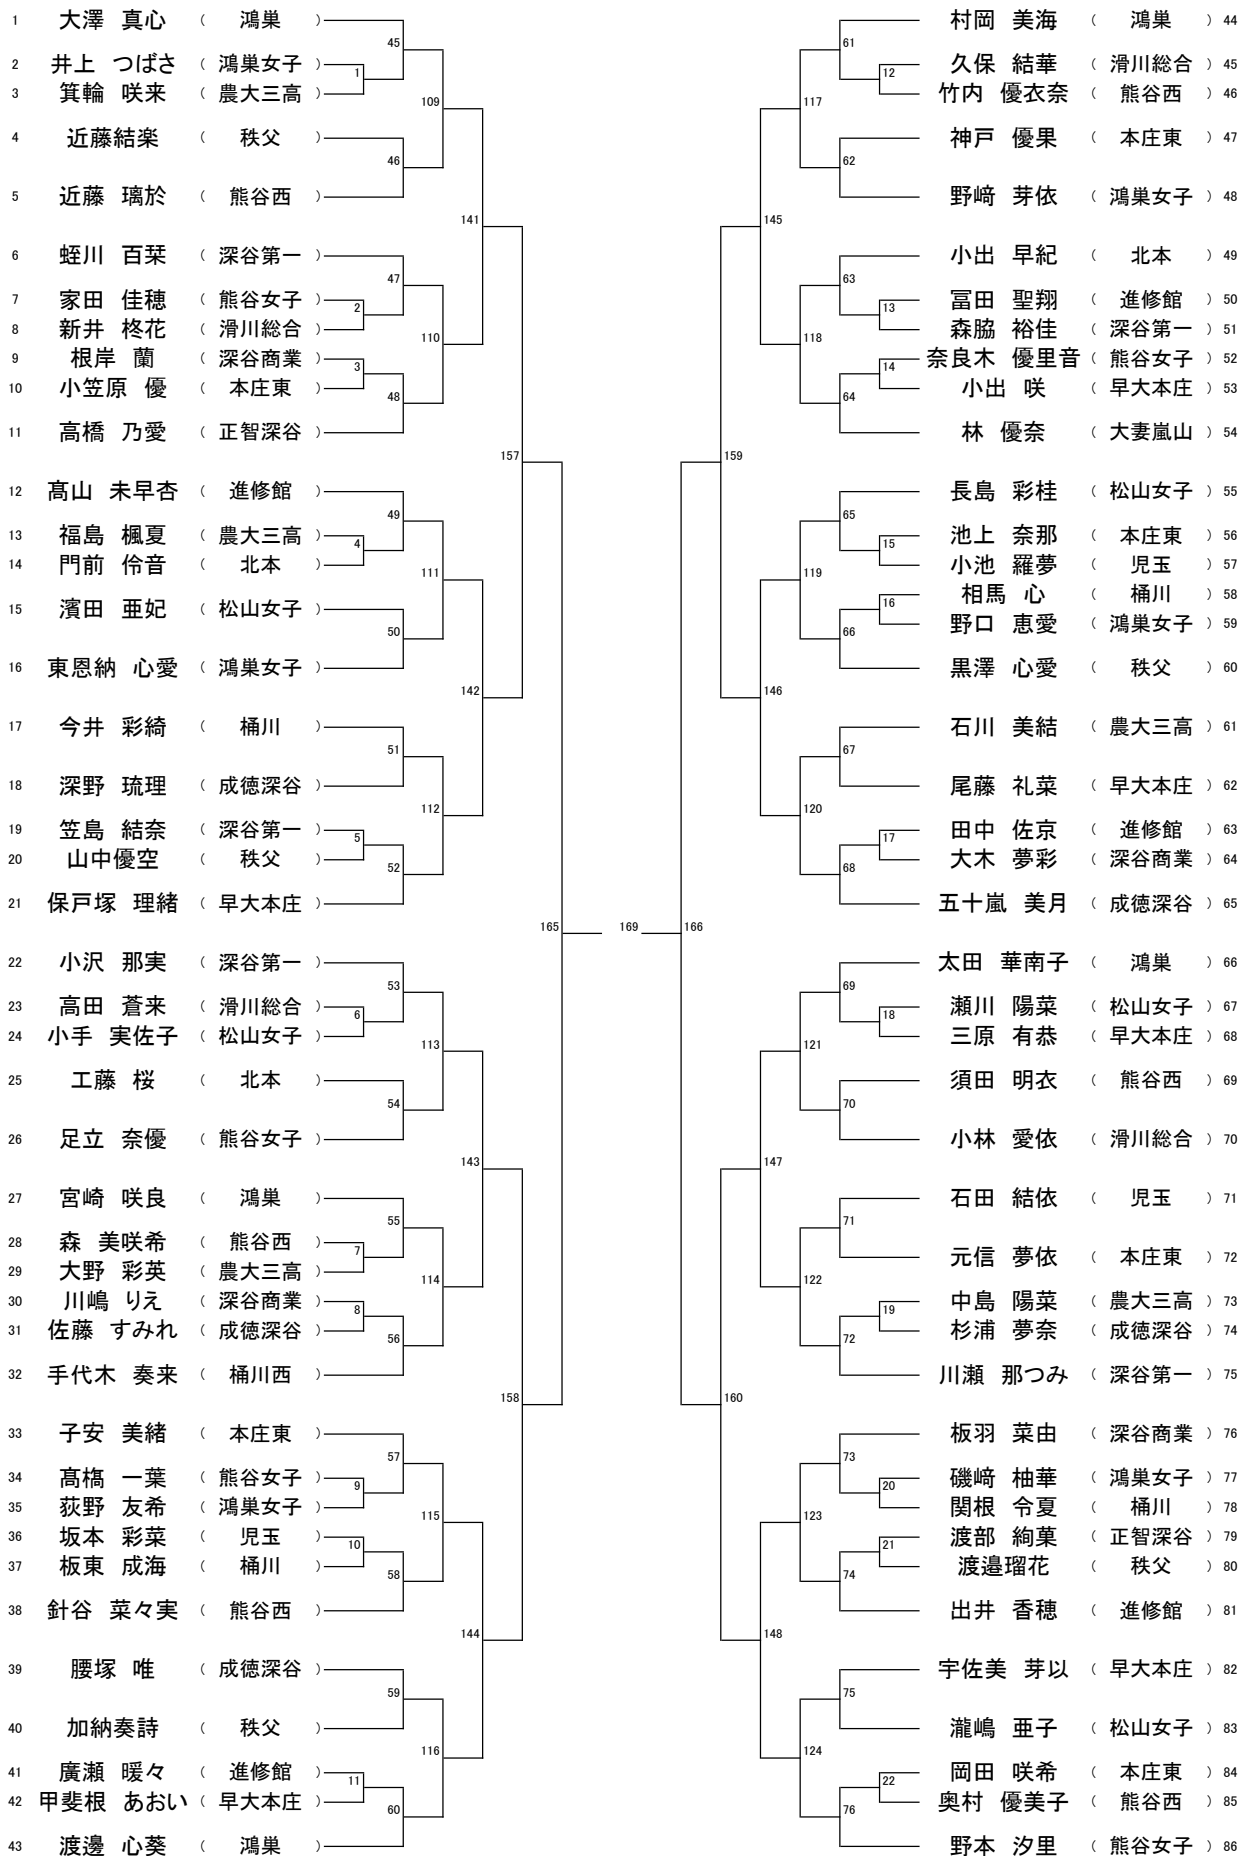 1 大澤 真心 （ 鴻巣 ）
45
2 井上 つばさ （ 鴻巣女子 ）
1
3 箕輪 咲来 （ 農大三高 ）
109
4 近藤結楽 （ 秩父 ）
46
5 近藤 璃於 （ 熊谷西 ）
141
6 蛭川 百栞 （ 深谷第一 ）
47
7 家田 佳穂 （ 熊谷女子 ）
2
8 新井 柊花 （ 滑川総合 ）
110
9 根岸 蘭 （ 深谷商業 ）
3
10 小笠原 優 （ 本庄東 ）
48
11 高橋 乃愛 （ 正智深谷 ）
157
12 髙山 未早杏 （ 進修館 ）
49
13 福島 楓夏 （ 農大三高 ）
4
14 門前 伶音 （ 北本 ）
111
15 濱田 亜妃 （ 松山女子 ）
50
16 東恩納 心愛 （ 鴻巣女子 ）
142
17 今井 彩綺 （ 桶川 ）
51
18 深野 琉理 （ 成徳深谷 ）
112
19 笠島 結奈 （ 深谷第一 ）
5
20 山中優空 （ 秩父 ）
52
21 保戸塚 理緒 （ 早大本庄 ）
165
22 小沢 那実 （ 深谷第一 ）
53
23 高田 蒼来 （ 滑川総合 ）
6
24 小手 実佐子 （ 松山女子 ）
113
25 工藤 桜 （ 北本 ）
54
26 足立 奈優 （ 熊谷女子 ）
143
27 宮崎 咲良 （ 鴻巣 ）
55
28 森 美咲希 （ 熊谷西 ）
7
29 大野 彩英 （ 農大三高 ）
114
30 川嶋 りえ （ 深谷商業 ）
8
31 佐藤 すみれ （ 成徳深谷 ）
56
32 手代木 奏来 （ 桶川西 ）
158
33 子安 美緒 （ 本庄東 ）
57
34 髙槗 一葉 （ 熊谷女子 ）
9
35 荻野 友希 （ 鴻巣女子 ）
115
36 坂本 彩菜 （ 児玉 ）
10
37 板東 成海 （ 桶川 ）
58
38 針谷 菜々実 （ 熊谷西 ）
144
39 腰塚 唯 （ 成徳深谷 ）
59
40 加納奏詩 （ 秩父 ）
116
41 廣瀬 暖々 （ 進修館 ）
11
42 甲斐根 あおい （ 早大本庄 ）
60
43 渡邊 心葵 （ 鴻巣 ）
169
村岡 美海 （ 鴻巣 ） 44
61
久保 結華 （ 滑川総合 ） 45
12
竹内 優衣奈 （ 熊谷西 ） 46
117
神戸 優果 （ 本庄東 ） 47
62
野﨑 芽依 （ 鴻巣女子 ） 48
145
小出 早紀 （ 北本 ） 49
63
冨田 聖翔 （ 進修館 ） 50
13
森脇 裕佳 （ 深谷第一 ） 51
118
奈良木 優里音 （ 熊谷女子 ） 52
14
小出 咲 （ 早大本庄 ） 53
64
林 優奈 （ 大妻嵐山 ） 54
159
長島 彩桂 （ 松山女子 ） 55
65
池上 奈那 （ 本庄東 ） 56
15
小池 羅夢 （ 児玉 ） 57
119
相馬 心 （ 桶川 ） 58
16
野口 恵愛 （ 鴻巣女子 ） 59
66
黒澤 心愛 （ 秩父 ） 60
146
石川 美結 （ 農大三高 ） 61
67
尾藤 礼菜 （ 早大本庄 ） 62
120
田中 佐京 （ 進修館 ） 63
17
大木 夢彩 （ 深谷商業 ） 64
68
五十嵐 美月 （ 成徳深谷 ） 65
166
太田 華南子 （ 鴻巣 ） 66
69
瀬川 陽菜 （ 松山女子 ） 67
18
三原 有恭 （ 早大本庄 ） 68
121
須田 明衣 （ 熊谷西 ） 69
70
小林 愛依 （ 滑川総合 ） 70
147
石田 結依 （ 児玉 ） 71
71
元信 夢依 （ 本庄東 ） 72
122
中島 陽菜 （ 農大三高 ） 73
19
杉浦 夢奈 （ 成徳深谷 ） 74
72
川瀬 那つみ （ 深谷第一 ） 75
160
板羽 菜由 （ 深谷商業 ） 76
73
磯﨑 柚華 （ 鴻巣女子 ） 77
20
関根 令夏 （ 桶川 ） 78
123
渡部 絢菓 （ 正智深谷 ） 79
21
渡邉瑠花 （ 秩父 ） 80
74
出井 香穂 （ 進修館 ） 81
148
宇佐美 芽以 （ 早大本庄 ） 82
75
瀧嶋 亜子 （ 松山女子 ） 83
124
岡田 咲希 （ 本庄東 ） 84
22
奥村 優美子 （ 熊谷西 ） 85
76
野本 汐里 （ 熊谷女子 ） 86